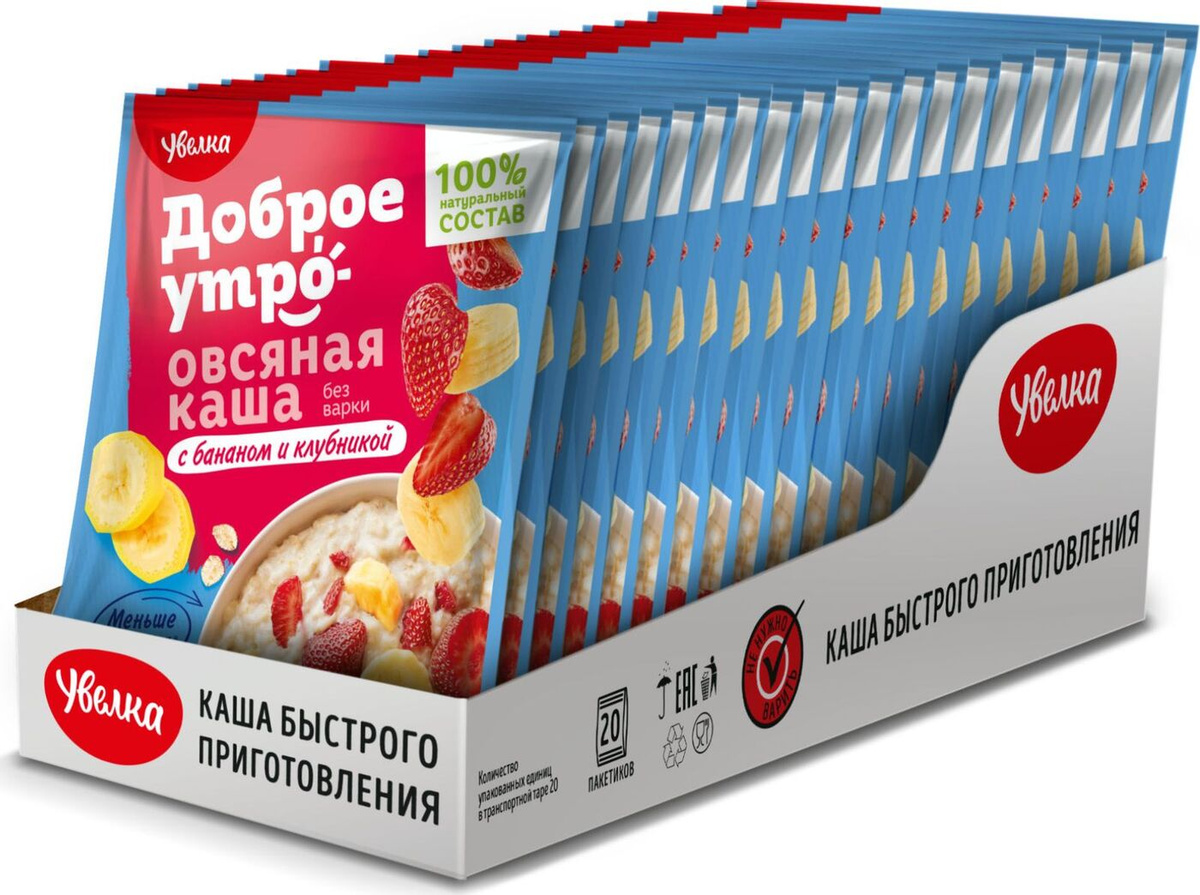 Увелка
Доброе
утро
100%
натуральный
СОСТАВ
овсяная
каша
без
варки
с бананом и клубникой
Меньше
Увелка
КАША БЫСТРОГО
ПРИГОТОВЛЕНИЯ
Количество
упакованных единиц
в транспортной таре 20
20
ПАКЕТИКОВ
EAC
НЕ НУЖНО
ВАРИТЬ
КАША БЫСТРОГО ПРИГОТОВЛЕНИЯ
Увелка